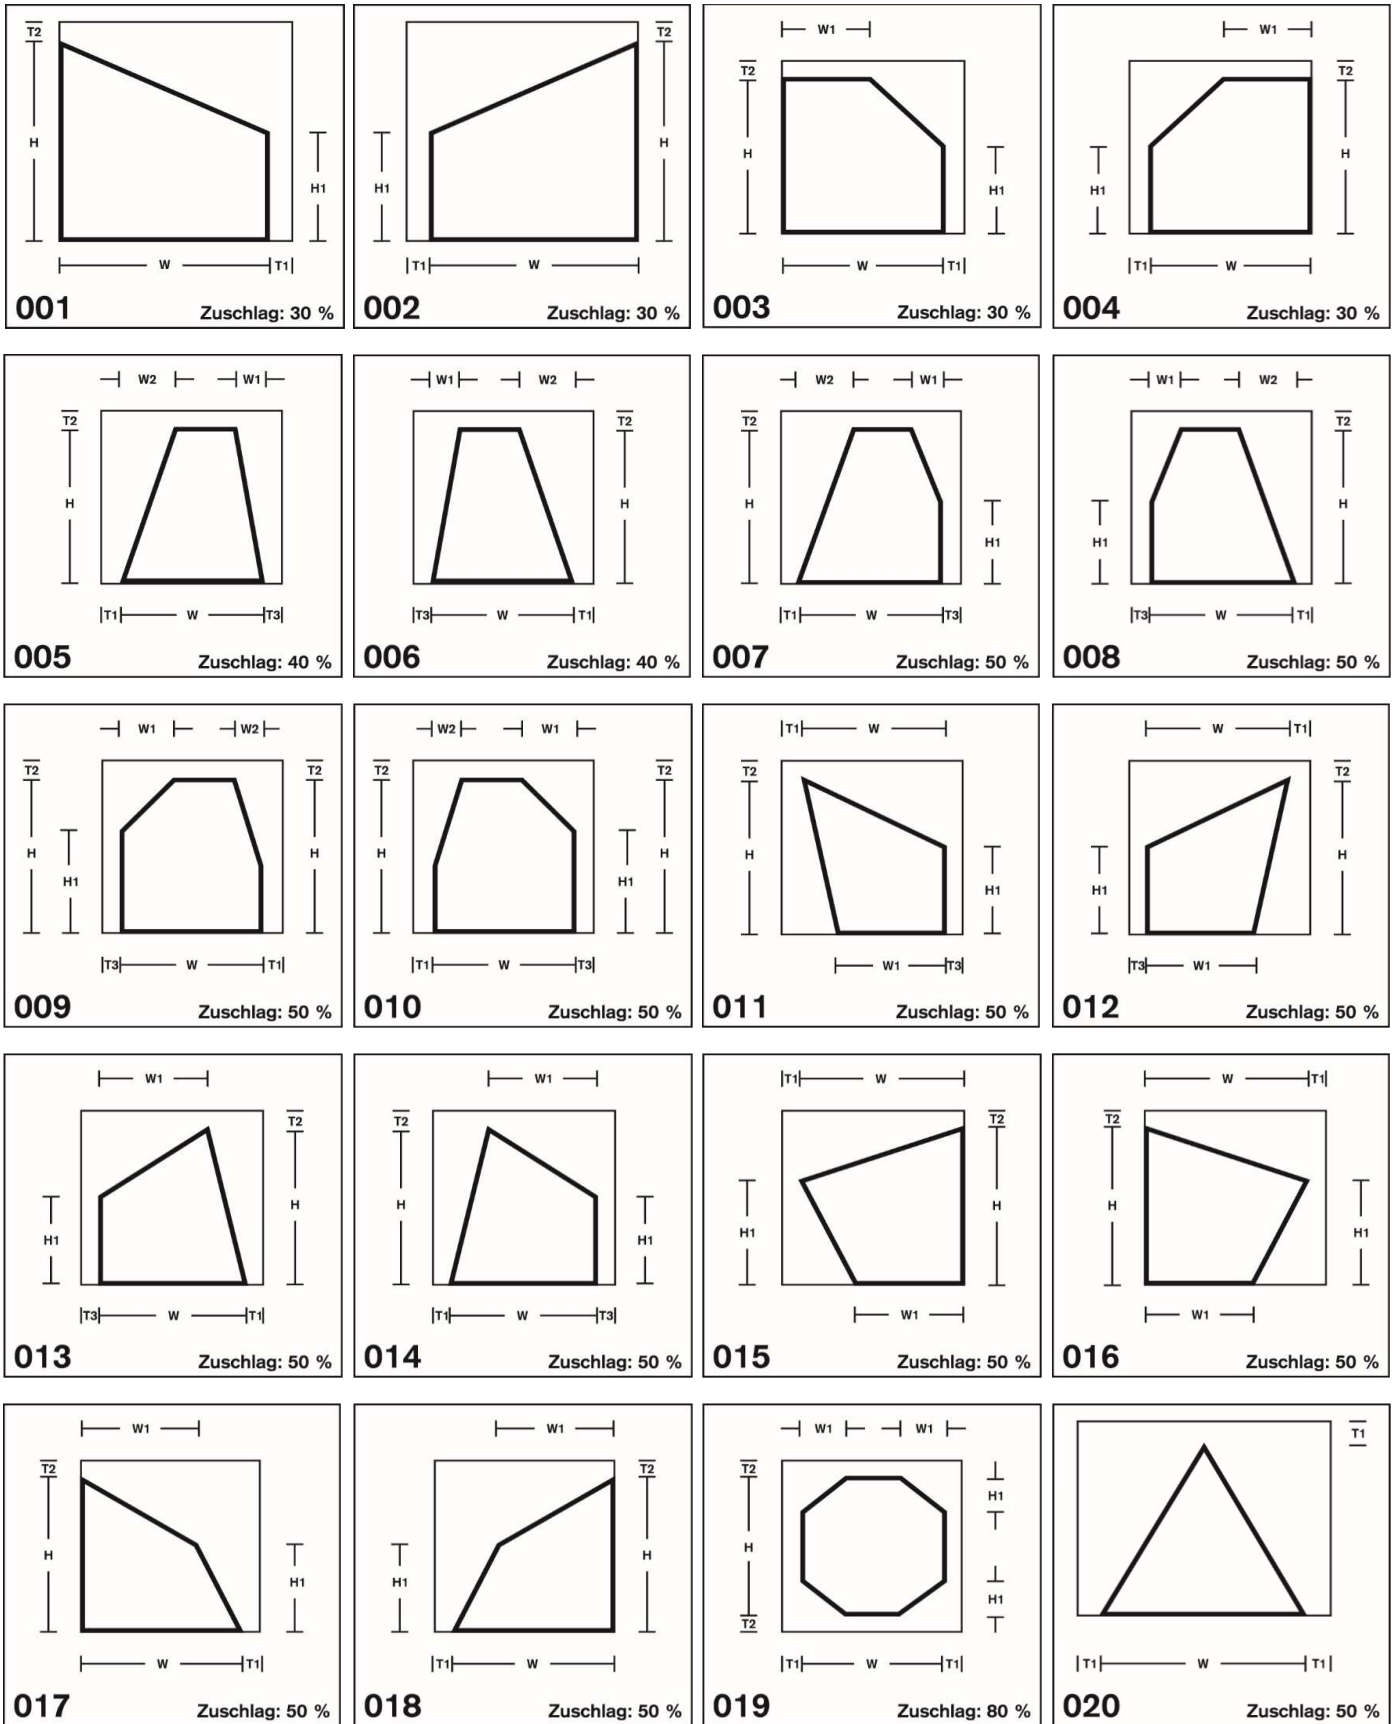 T2
T2
W1
W1
T2
T2
H
H
H
H
H1
H1
H1
H1
W T1
T1 W
W T1
T1 W
001 Zuschlag: 30 %
002 Zuschlag: 30 %
003 Zuschlag: 30 %
004 Zuschlag: 30 %
W2 W1
W1 W2
W2 W1
W1 W2
T2
T2
T2
T2
H
H
H
H
H1
H1
T1 W T3
T3 W T1
T1 W T3
T3 W T1
005 Zuschlag: 40 %
006 Zuschlag: 40 %
007 Zuschlag: 50 %
008 Zuschlag: 50 %
W1 W2
W2 W1
T1 W
W T1
T2 T2
T2 T2
T2
T2
H H
H H
H
H
H1
H1
H1
H1
T3 W T1
T1 W T3
W1 T3
T3 W1
009 Zuschlag: 50 %
010 Zuschlag: 50 %
011 Zuschlag: 50 %
012 Zuschlag: 50 %
W1
W1
T1 W
W T1
T2
T2
T2
T2
H
H
H
H
H1
H1
H1
H1
T3 W T1
T1 W T3
W1
W1
013 Zuschlag: 50 %
014 Zuschlag: 50 %
015 Zuschlag: 50 %
016 Zuschlag: 50 %
W1
W1
W1 W1
T1
T2
T2
T2
H1
H
H
H
H1
H1
H1
T2
T1
W T1
T1 W
T1 W T1
T1 W T1
017 Zuschlag: 50 %
018 Zuschlag: 50 %
019 Zuschlag: 80 %
020 Zuschlag: 50 %